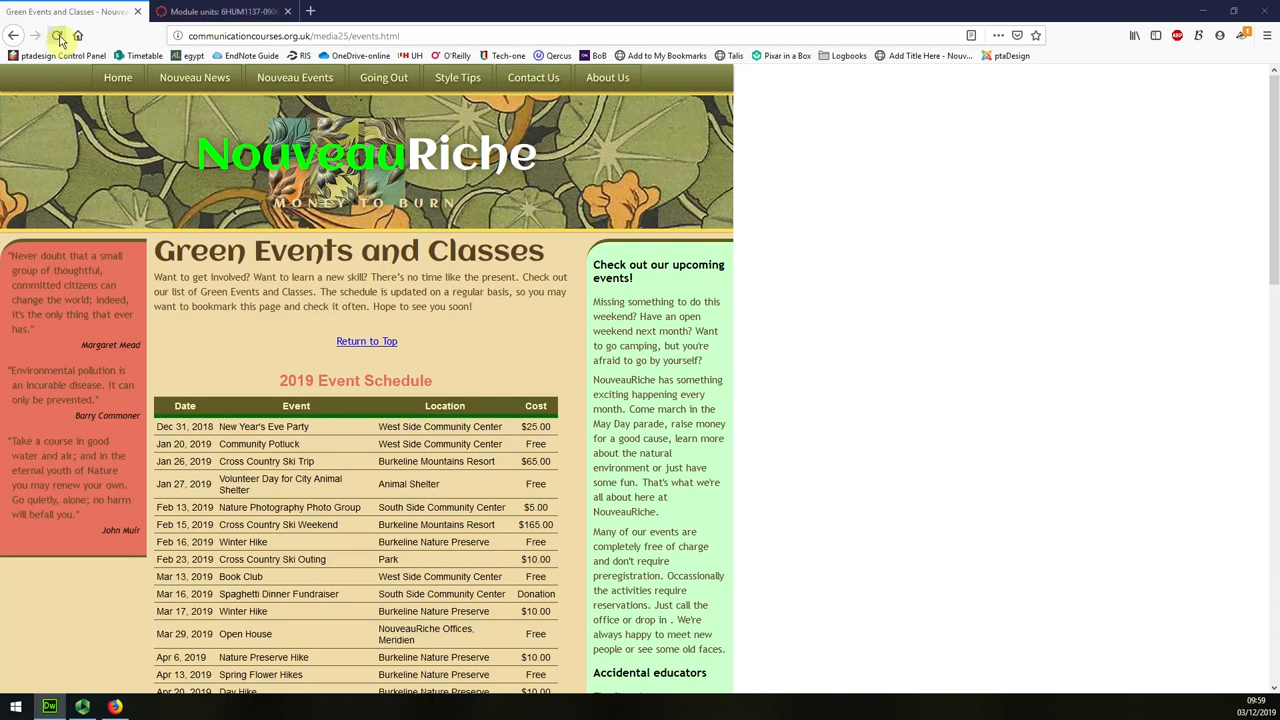 Green Events and Classes - Nouvea
Module units: 6HUM1137-090
communicationcourses.org.uk/media25/events.html
ptadesign Control Panel Timetable egypt EndNote Guide RIS OneDrive-online UH O'Reilly Tech-one Qercus BoB Add to My Bookmarks Talis Pixar in a Box Logbooks Add Title Here - Nouv... ptaDesign
Home Nouveau News Nouveau Events Going Out Style Tips Contact Us About Us
NouveauRiche
MONEY TO BURN
"Never doubt that a small
group of thoughtful,
committed citizens can
change the world; indeed,
it's the only thing that ever
has."
Margaret Mead
"Environmental pollution is
an incurable disease. It can
only be prevented."
Barry Commoner
"Take a course in good
water and air; and in the
eternal youth of Nature
you may renew your own.
Go quietly, alone; no harm
will befall you."
John Muir
Green Events and Classes
Want to get involved? Want to learn a new skill? There's no time like the present. Check out
our list of Green Events and Classes. The schedule is updated on a regular basis, so you may
want to bookmark this page and check it often. Hope to see you soon!
Return to Top
2019 Event Schedule
Date Event Location Cost
Dec 31, 2018 New Year's Eve Party West Side Community Center $25.00
Jan 20, 2019 Community Potluck West Side Community Center Free
Jan 26, 2019 Cross Country Ski Trip Burkeline Mountains Resort $65.00
Jan 27, 2019 Volunteer Day for City Animal Shelter Animal Shelter Free
Feb 13, 2019 Nature Photography Photo Group South Side Community Center $5.00
Feb 15, 2019 Cross Country Ski Weekend Burkeline Mountains Resort $165.00
Feb 16, 2019 Winter Hike Burkeline Nature Preserve Free
Feb 23, 2019 Cross Country Ski Outing Park $10.00
Mar 13, 2019 Book Club West Side Community Center Free
Mar 16, 2019 Spaghetti Dinner Fundraiser South Side Community Center Donation
Mar 17, 2019 Winter Hike Burkeline Nature Preserve $10.00
Mar 29, 2019 Open House NouveauRiche Offices, Meridien Free
Apr 6, 2019 Nature Preserve Hike Burkeline Nature Preserve $10.00
Apr 13, 2019 Spring Flower Hikes Burkeline Nature Preserve Free
Apr 20, 2019 Day Hike Burkeline Nature Preserve $10.00
Check out our upcoming
events!
Missing something to do this
weekend? Have an open
weekend next month? Want
to go camping, but you're
afraid to go by yourself?
NouveauRiche has something
exciting happening every
month. Come march in the
May Day parade, raise money
for a good cause, learn more
about the natural
environment or just have
some fun. That's what we're
all about here at
NouveauRiche.
Many of our events are
completely free of charge
and don't require
preregistration. Occassionally
the activities require
reservations. Just call the
office or drop in . We're
always happy to meet new
people or see some old faces.
Accidental educators
Dw
09:59
03/12/2019